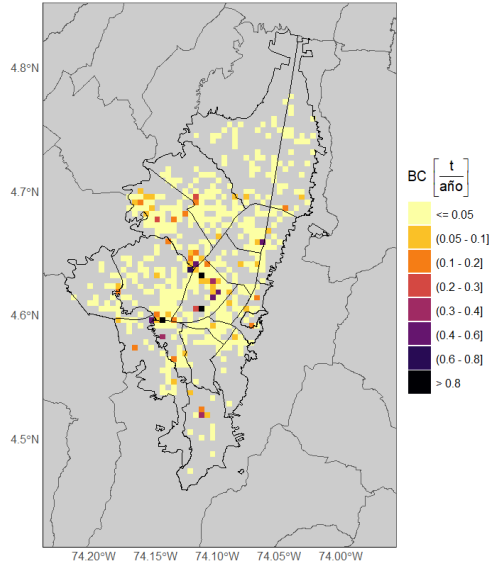 4.8°N
4.7°N
4.6°N
4.5°N
74.20°W 74.15°W 74.10°W 74.05°W 74.00°W
BC [t/año]
<= 0.05
(0.05 - 0.1]
(0.1 - 0.2]
(0.2 - 0.3]
(0.3 - 0.4]
(0.4 - 0.6]
(0.6 - 0.8]
> 0.8